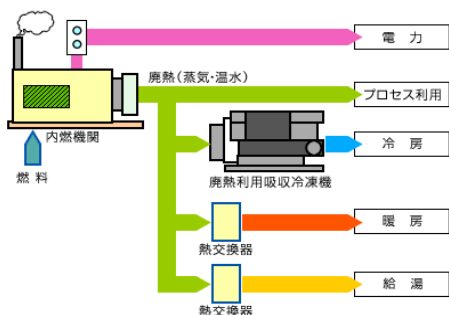 電力
廃熱(蒸気・温水)
プロセス利用
内燃機関
冷房
燃料
廃熱利用吸収冷凍機
暖房
熱交換器
給湯
熱交換器